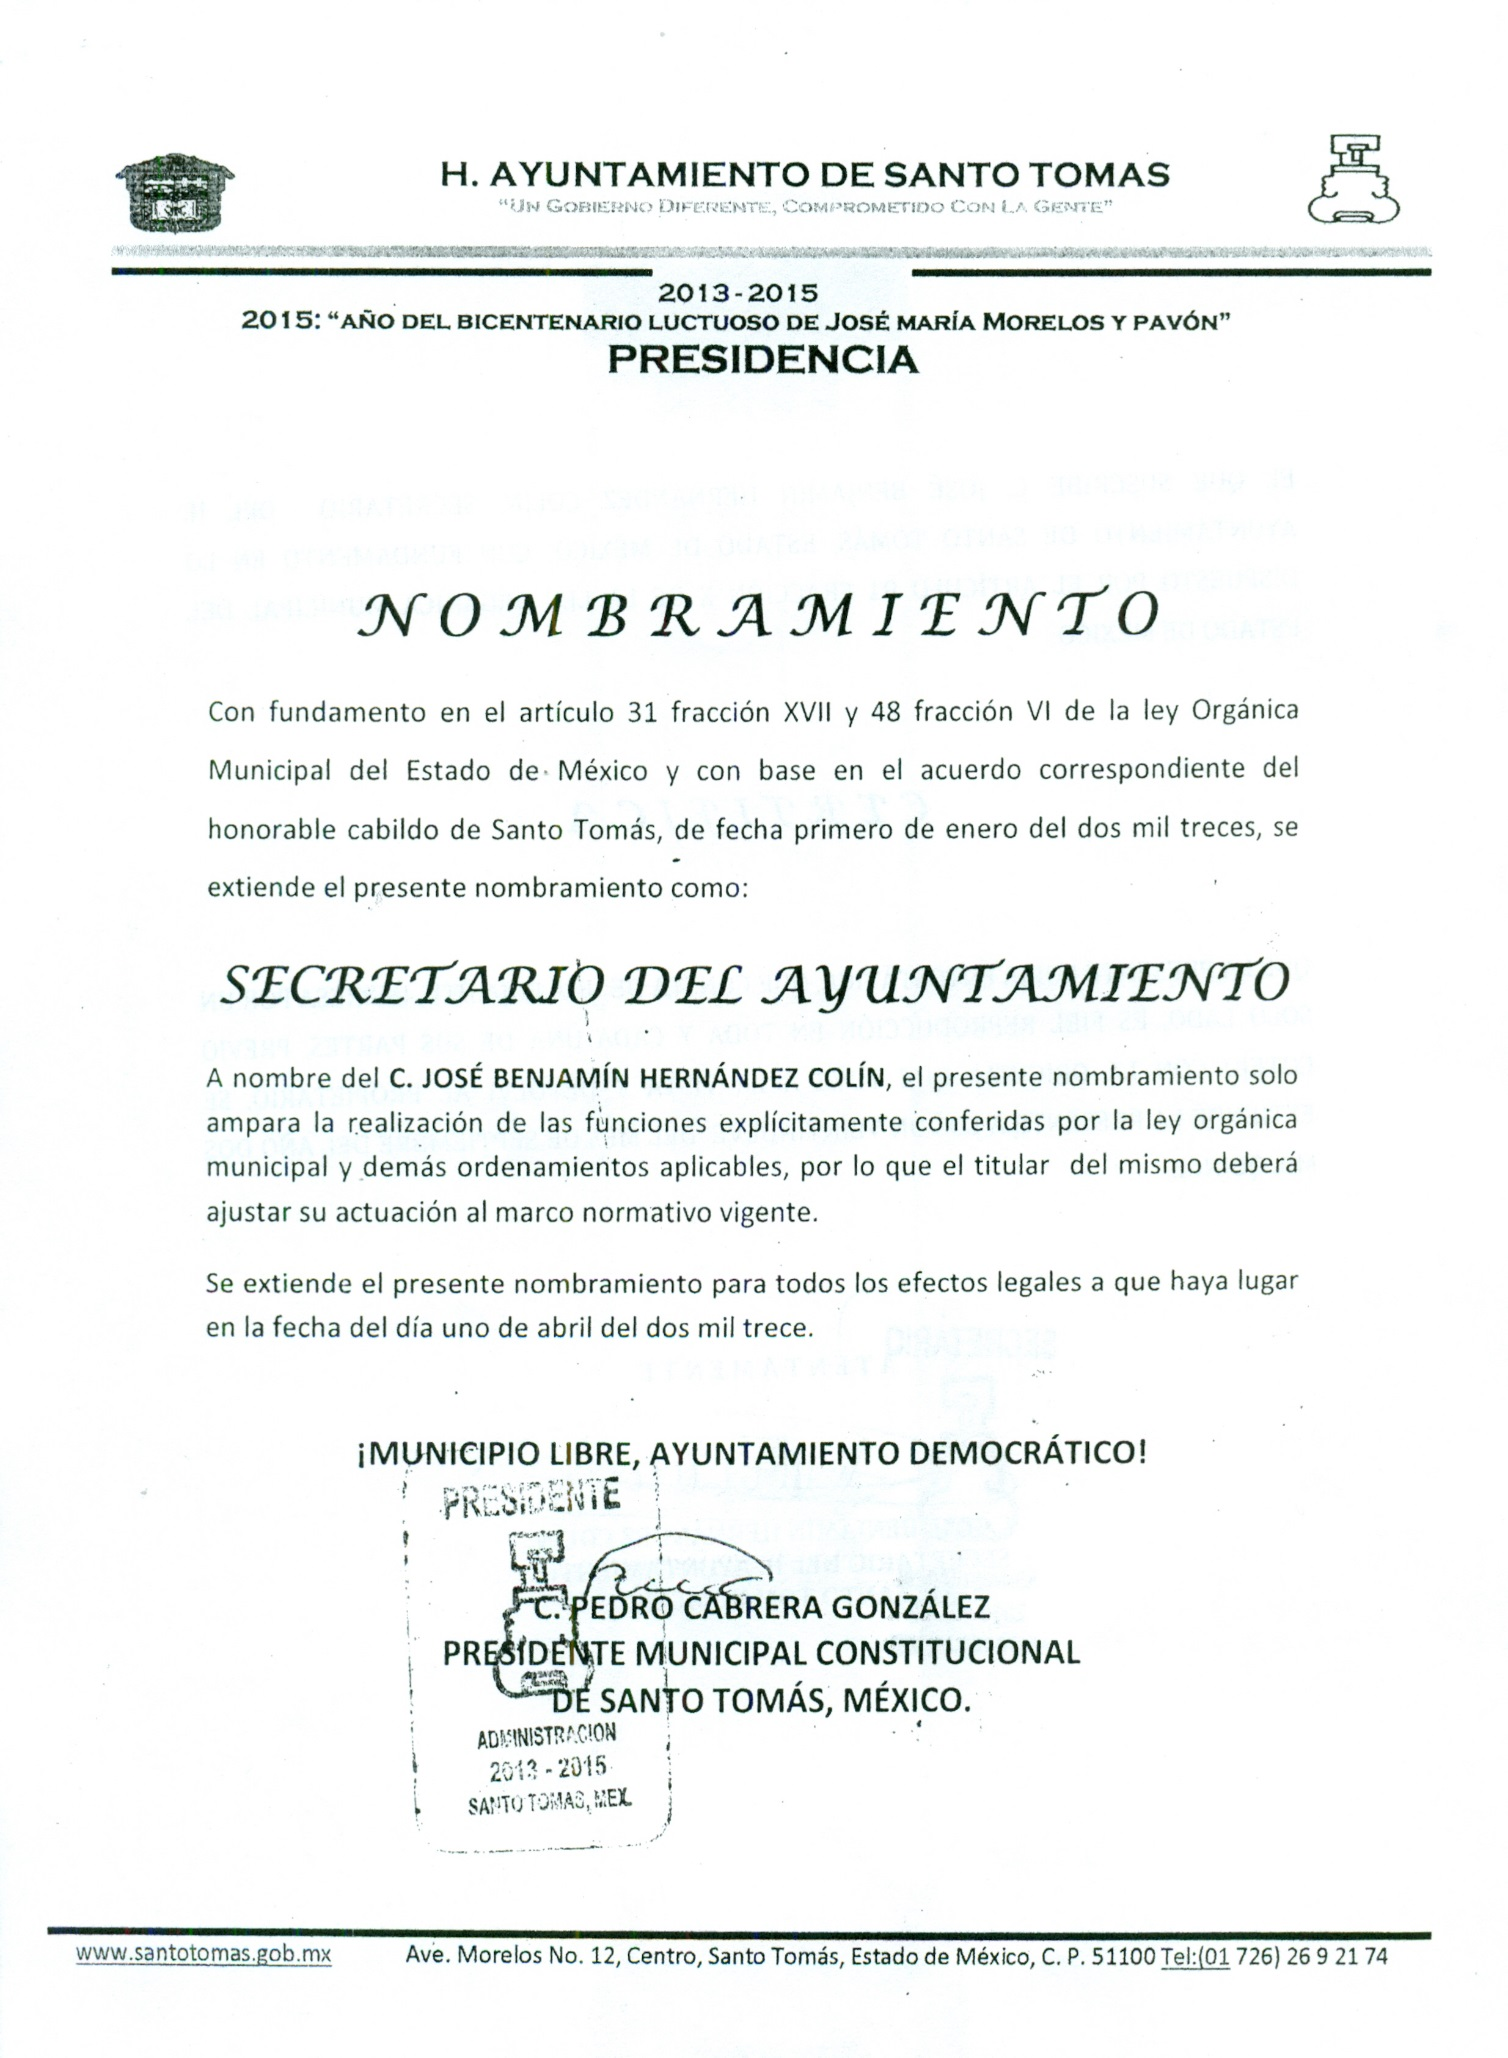 H. AYUNTAMIENTO DE SANTO TOMAS
"UN GOBIERNO DIFERENTE, COMPROMETIDO CON LA GENTE"
2013-2015
2015: “AÑO DEL BICENTENARIO LUCTUOSO DE JOSÉ MARÍA MORELOS Y PAVÓN”
PRESIDENCIA
NOMBRAMIENTO
Con fundamento en el artículo 31 fracción XVII y 48 fracción VI de la ley Orgánica
Municipal del Estado de México y con base en el acuerdo correspondiente del
honorable cabildo de Santo Tomás, de fecha primero de enero del dos mil treces, se
extiende el presente nombramiento como:
SECRETARIO DEL AYUNTAMIENTO
A nombre del C. JOSÉ BENJAMÍN HERNÁNDEZ COLÍN, el presente nombramiento solo
ampara la realización de las funciones explícitamente conferidas por la ley orgánica
municipal y demás ordenamientos aplicables, por lo que el titular del mismo deberá
ajustar su actuación al marco normativo vigente.
Se extiende el presente nombramiento para todos los efectos legales a que haya lugar
en la fecha del día uno de abril del dos mil trece.
¡MUNICIPIO LIBRE, AYUNTAMIENTO DEMOCRÁTICO!
PRESIDENTE
C. PEDRO CABRERA GONZÁLEZ
PRESIDENTE MUNICIPAL CONSTITUCIONAL
DE SANTO TOMÁS, MÉXICO.
ADMINISTRACION
2013 - 2015
SANTO TOMAS, MEX.
www.santotomas.gob.mx Ave. Morelos No. 12, Centro, Santo Tomás, Estado de México, C. P. 51100 Tel:(01 726) 26 9 21 74